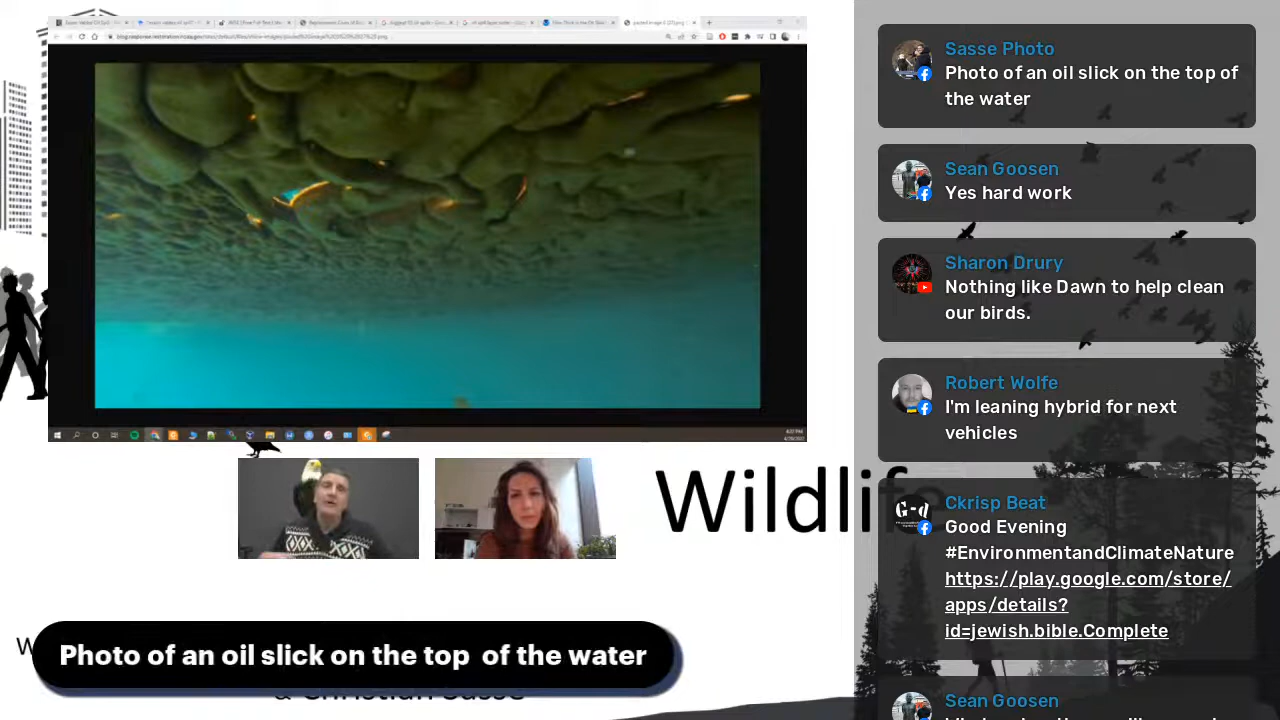 Sasse Photo
Photo of an oil slick on the top of
the water
Sean Goosen
Yes hard work
Sharon Drury
Nothing like Dawn to help clean
our birds.
Robert Wolfe
I'm leaning hybrid for next
vehicles
Ckrisp Beat
Good Evening
#EnvironmentandClimateNature
https://play.google.com/store/
apps/details?
id=jewish.bible.Complete
Sean Goosen
Wildlife
Photo of an oil slick on the top of the water
& Christian Sasse